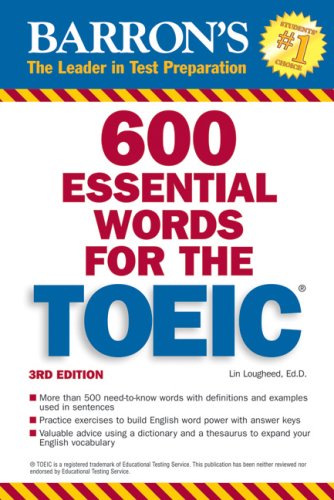 BARRON'S
The Leader in Test Preparation
STUDENTS'
#1
CHOICE
600
ESSENTIAL
WORDS
FOR THE
TOEIC®
3RD EDITION
Lin Lougheed, Ed.D.
■ More than 500 need-to-know words with definitions and examples
used in sentences
■ Practice exercises to build English word power with answer keys
■ Valuable advice using a dictionary and a thesaurus to expand your
English vocabulary
® TOEIC is a registered trademark of Educational Testing Service. This publication has been neither reviewed
nor endorsed by Educational Testing Service.